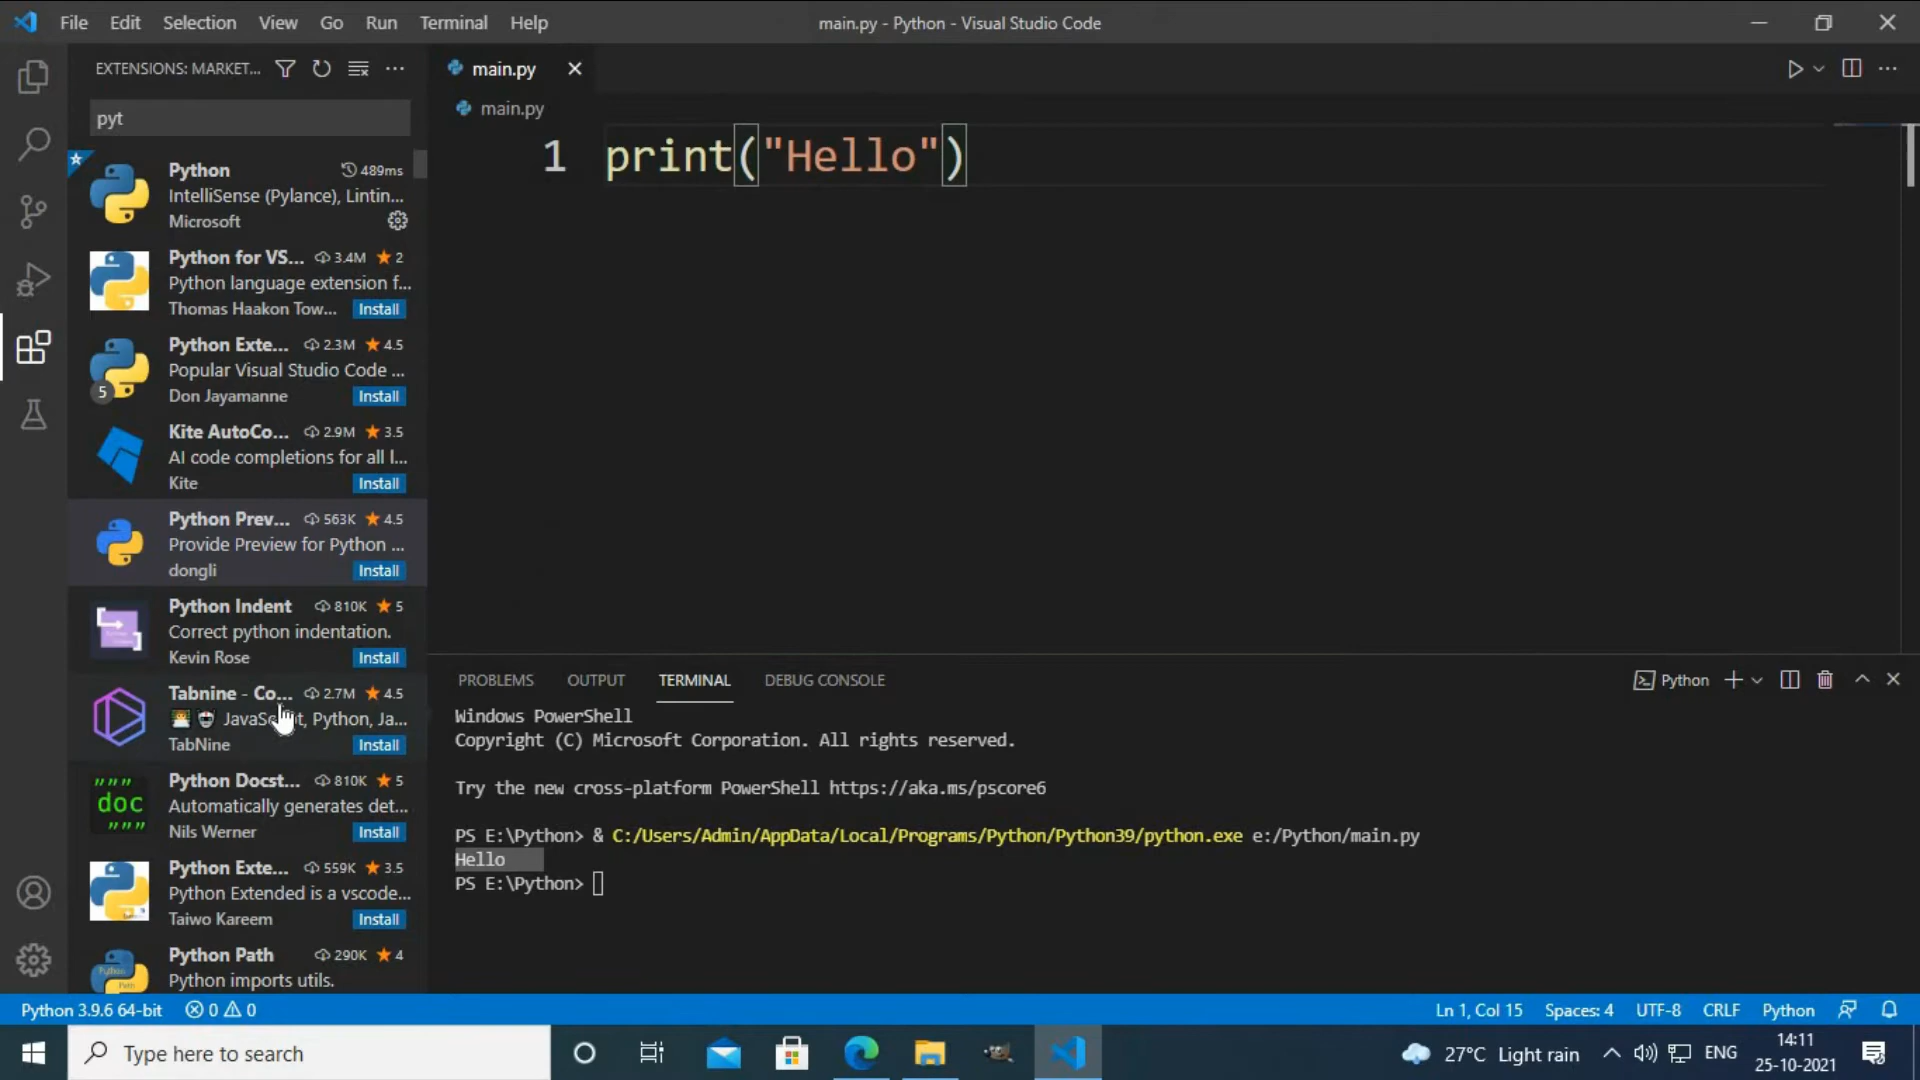 File Edit Selection View Go Run Terminal Help
main.py - Python - Visual Studio Code
EXTENSIONS: MARKET...
pyt
Python 489ms
IntelliSense (Pylance), Lintin...
Microsoft
Python for VS... 3.4M 2
Python language extension f...
Thomas Haakon Tow... Install
Python Exte... 2.3M 4.5
Popular Visual Studio Code ...
5
Don Jayamanne Install
Kite AutoCo... 2.9M 3.5
AI code completions for all l...
Kite Install
Python Prev... 563K 4.5
Provide Preview for Python ...
dongli Install
Python Indent 810K 5
Correct python indentation.
Kevin Rose Install
Tabnine - Co... 2.7M 4.5
JavaScript, Python, Ja...
TabNine Install
Python Docst... 810K 5
""" doc """
Automatically generates det...
Nils Werner Install
Python Exte... 559K 3.5
Python Extended is a vscode...
Taiwo Kareem Install
Python Path 290K 4
Python imports utils.
main.py
main.py
1 print("Hello")
PROBLEMS OUTPUT TERMINAL DEBUG CONSOLE
Python
Windows PowerShell
Copyright (C) Microsoft Corporation. All rights reserved.
Try the new cross-platform PowerShell https://aka.ms/pscore6
PS E:\Python> & C:/Users/Admin/AppData/Local/Programs/Python/Python39/python.exe e:/Python/main.py
Hello
PS E:\Python>
Python 3.9.6 64-bit 0 0
Ln 1, Col 15 Spaces: 4 UTF-8 CRLF Python
Type here to search
27°C Light rain ENG
14:11
25-10-2021